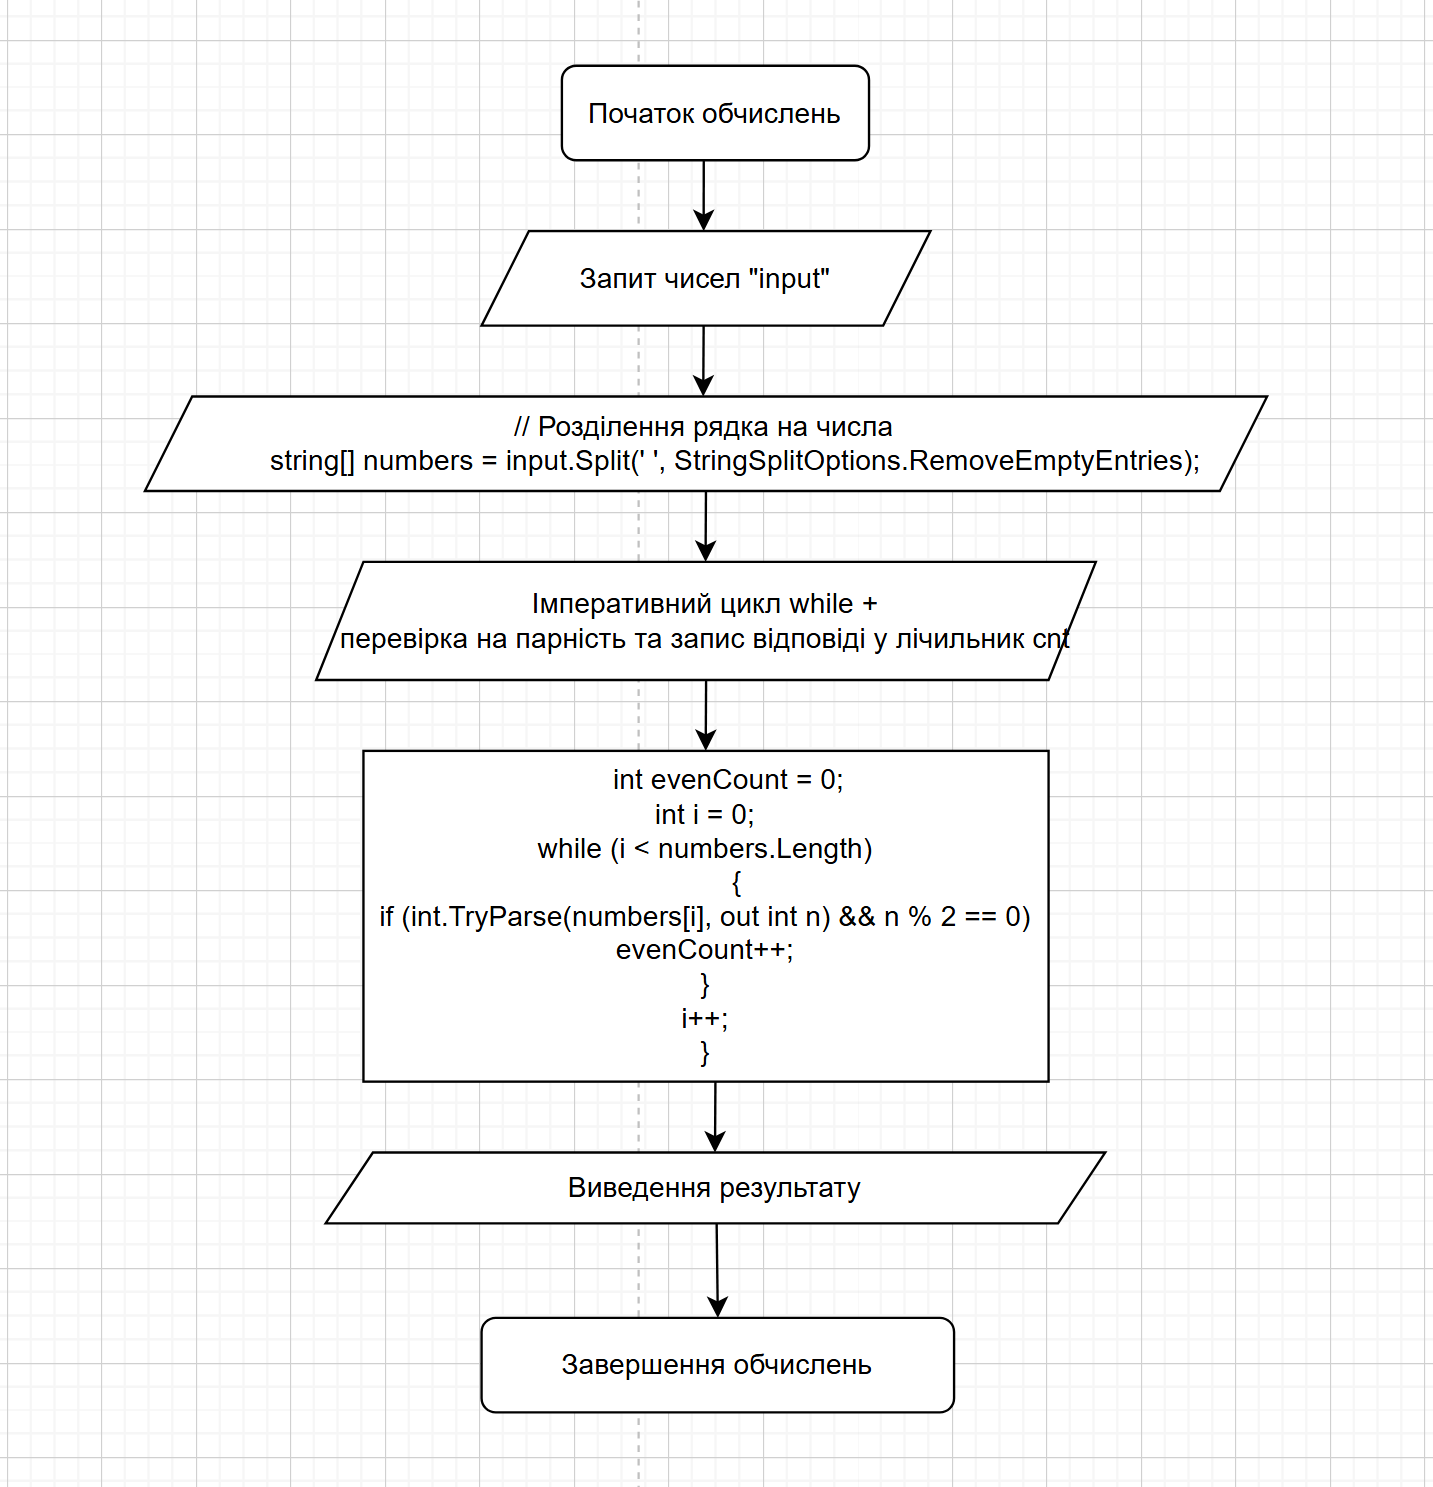 Початок обчислень
Запит чисел "input"
// Розділення рядка на числа
string[] numbers = input.Split(' ', StringSplitOptions.RemoveEmptyEntries);
Імперативний цикл while +
перевірка на парність та запис відповіді у лічильник cnt
int evenCount = 0;
int i = 0;
while (i < numbers.Length)
{
if (int.TryParse(numbers[i], out int n) && n % 2 == 0)
evenCount++;
}
i++;
}
Виведення результату
Завершення обчислень